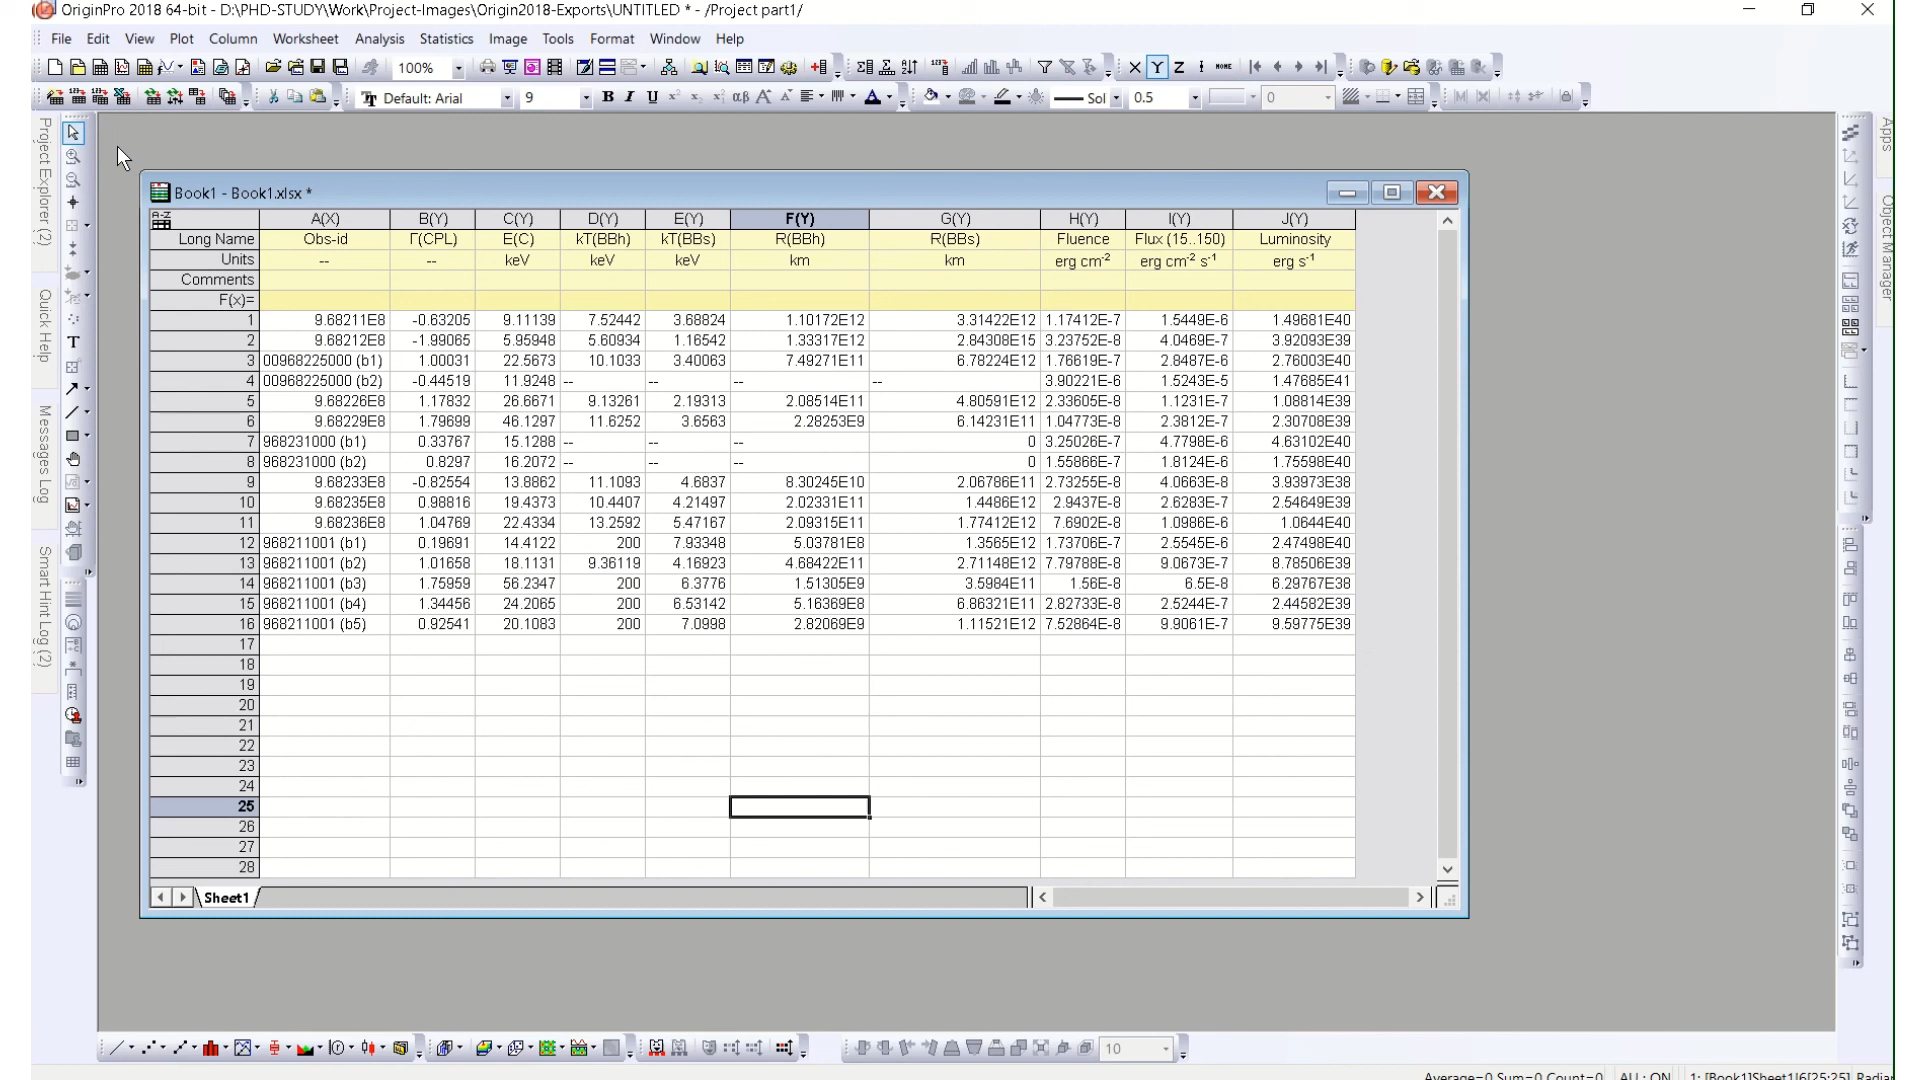 OriginPro 2018 64-bit - D:\PHD-STUDY\Work\Project-Images\Origin2018-Exports\UNTITLED * - /Project part1/
File Edit View Plot Column Worksheet Analysis Statistics Image Tools Format Window Help
100% X Y Z
Default: Arial 9 B I U αβ A A A Sol 0.5 0
Project Explorer (2)
Quick Help
Messages Log
Smart Hint Log (2)
Apps
Object Manager
T
Book1 - Book1.xlsx *
A(X) B(Y) C(Y) D(Y) E(Y) F(Y) G(Y) H(Y) I(Y) J(Y)
Long Name Obs-id Γ(CPL) E(C) kT(BBh) kT(BBs) R(BBh) R(BBs) Fluence Flux (15..150) Luminosity
Units -- -- keV keV keV km km erg cm⁻² erg cm⁻² s⁻¹ erg s⁻¹
Comments
F(x)=
1 9.68211E8 -0.63205 9.11139 7.52442 3.68824 1.10172E12 3.31422E12 1.17412E-7 1.5449E-6 1.49681E40
2 9.68212E8 -1.99065 5.95948 5.60934 1.16542 1.33317E12 2.84308E15 3.23752E-8 4.0469E-7 3.92093E39
3 00968225000 (b1) 1.00031 22.5673 10.1033 3.40063 7.49271E11 6.78224E12 1.76619E-7 2.8487E-6 2.76003E40
4 00968225000 (b2) -0.44519 11.9248 -- -- -- -- 3.90221E-6 1.5243E-5 1.47685E41
5 9.68226E8 1.17832 26.6671 9.13261 2.19313 2.08514E11 4.80591E12 2.33605E-8 1.1231E-7 1.08814E39
6 9.68229E8 1.79699 46.1297 11.6252 3.6563 2.28253E9 6.14231E11 1.04773E-8 2.3812E-7 2.30708E39
7 968231000 (b1) 0.33767 15.1288 -- -- -- 0 3.25026E-7 4.7798E-6 4.63102E40
8 968231000 (b2) 0.8297 16.2072 -- -- -- 0 1.55866E-7 1.8124E-6 1.75598E40
9 9.68233E8 -0.82554 13.8862 11.1093 4.6837 8.30245E10 2.06786E11 2.73255E-8 4.0663E-8 3.93973E38
10 9.68235E8 0.98816 19.4373 10.4407 4.21497 2.02331E11 1.4486E12 2.9437E-8 2.6283E-7 2.54649E39
11 9.68236E8 1.04769 22.4334 13.2592 5.47167 2.09315E11 1.77412E12 7.6902E-8 1.0986E-6 1.0644E40
12 968211001 (b1) 0.19691 14.4122 200 7.93348 5.03781E8 1.3565E12 1.73706E-7 2.5545E-6 2.47498E40
13 968211001 (b2) 1.01658 18.1131 9.36119 4.16923 4.68422E11 2.71148E12 7.79788E-8 9.0673E-7 8.78506E39
14 968211001 (b3) 1.75959 56.2347 200 6.3776 1.51305E9 3.5984E11 1.56E-8 6.5E-8 6.29767E38
15 968211001 (b4) 1.34456 24.2065 200 6.53142 5.16369E8 6.86321E11 2.82733E-8 2.5244E-7 2.44582E39
16 968211001 (b5) 0.92541 20.1083 200 7.0998 2.82069E9 1.11521E12 7.52864E-8 9.9061E-7 9.59775E39
17
18
19
20
21
22
23
24
25
26
27
28
Sheet1
10
Average=0 Sum=0 Count=0 AU : ON 1: [Book1]Sheet1!6[25:25] Radian